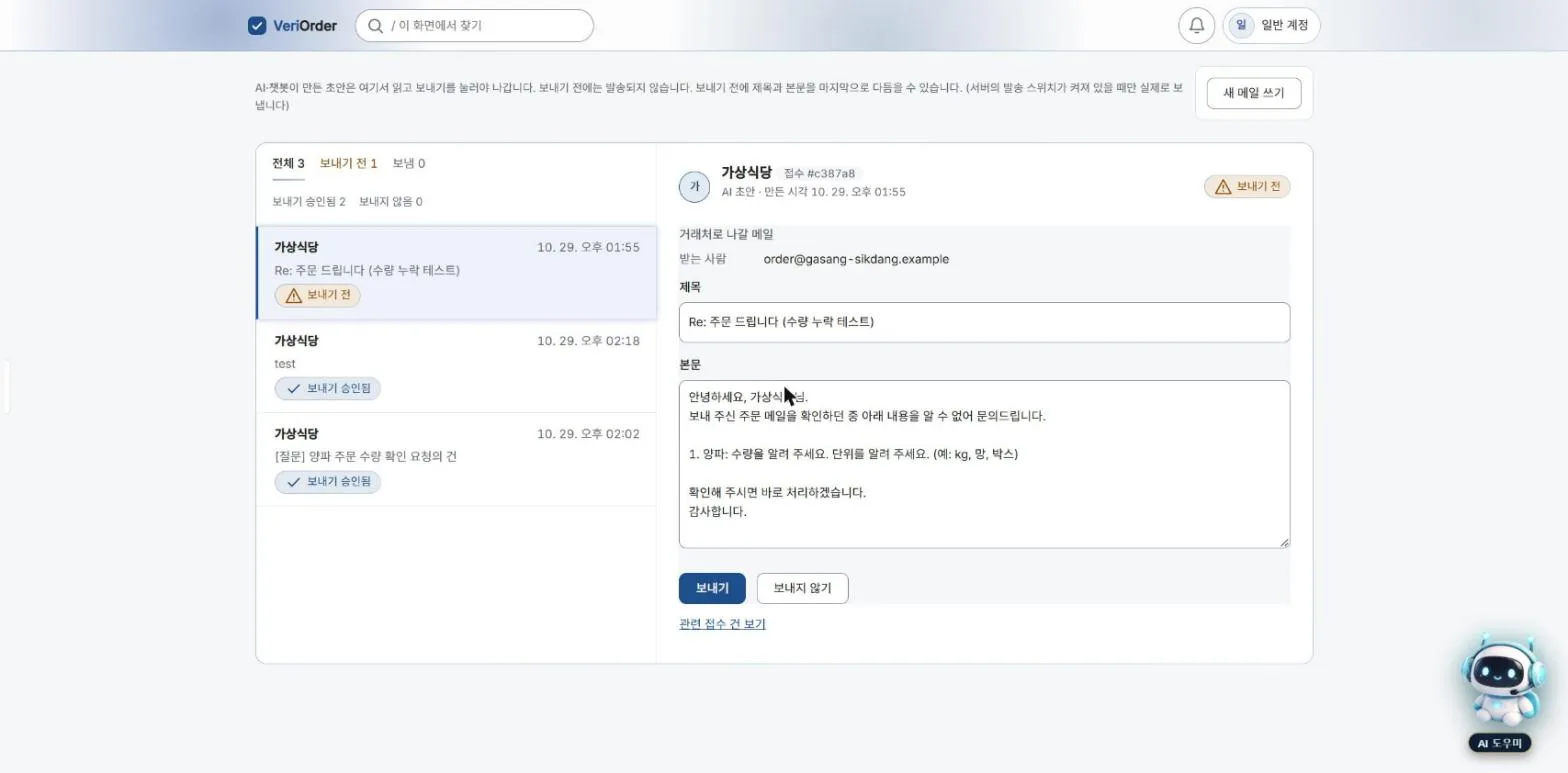 VeriOrder
/ 이 화면에서 찾기
일
일반 계정
AI·챗봇이 만든 초안은 여기서 읽고 보내기를 눌러야 나갑니다. 보내기 전에는 발송되지 않습니다. 보내기 전에 제목과 본문을 마지막으로 다듬을 수 있습니다. (서버의 발송 스위치가 켜져 있을 때만 실제로 보
냅니다)
새 메일 쓰기
전체 3 보내기 전 1 보냄 0
보내기 승인됨 2 보내지 않음 0
가상식당 10. 29. 오후 01:55
Re: 주문 드립니다 (수량 누락 테스트)
보내기 전
가상식당 10. 29. 오후 02:18
test
보내기 승인됨
가상식당 10. 29. 오후 02:02
[질문] 양파 주문 수량 확인 요청의 건
보내기 승인됨
가
가상식당 접수 #c387a8
AI 초안 · 만든 시각 10. 29. 오후 01:55
보내기 전
거래처로 나갈 메일
받는 사람 order@gasang-sikdang.example
제목
Re: 주문 드립니다 (수량 누락 테스트)
본문
안녕하세요, 가상식 님.
보내 주신 주문 메일을 확인하던 중 아래 내용을 알 수 없어 문의드립니다.
1. 양파: 수량을 알려 주세요. 단위를 알려 주세요. (예: kg, 망, 박스)
확인해 주시면 바로 처리하겠습니다.
감사합니다.
보내기
보내지 않기
관련 접수 건 보기
AI 도우미